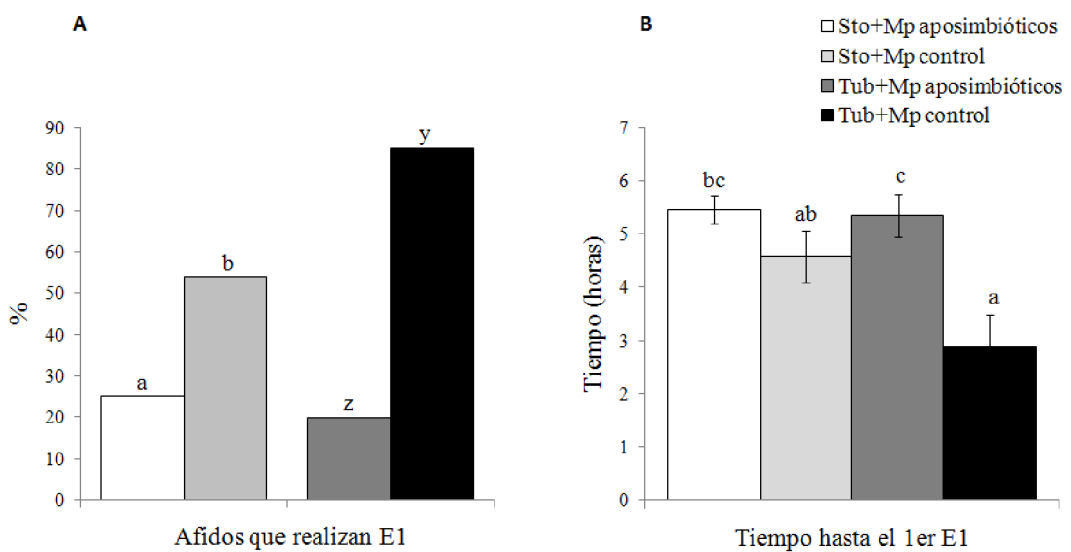 A
%
90
80
70
60
50
40
30
20
10
0
a
b
z
y
Afidos que realizan E1
B
Sto+Mp aposimbióticos
Sto+Mp control
Tub+Mp aposimbióticos
Tub+Mp control
Tiempo (horas)
7
6
5
4
3
2
1
0
bc
ab
c
a
Tiempo hasta el 1er E1